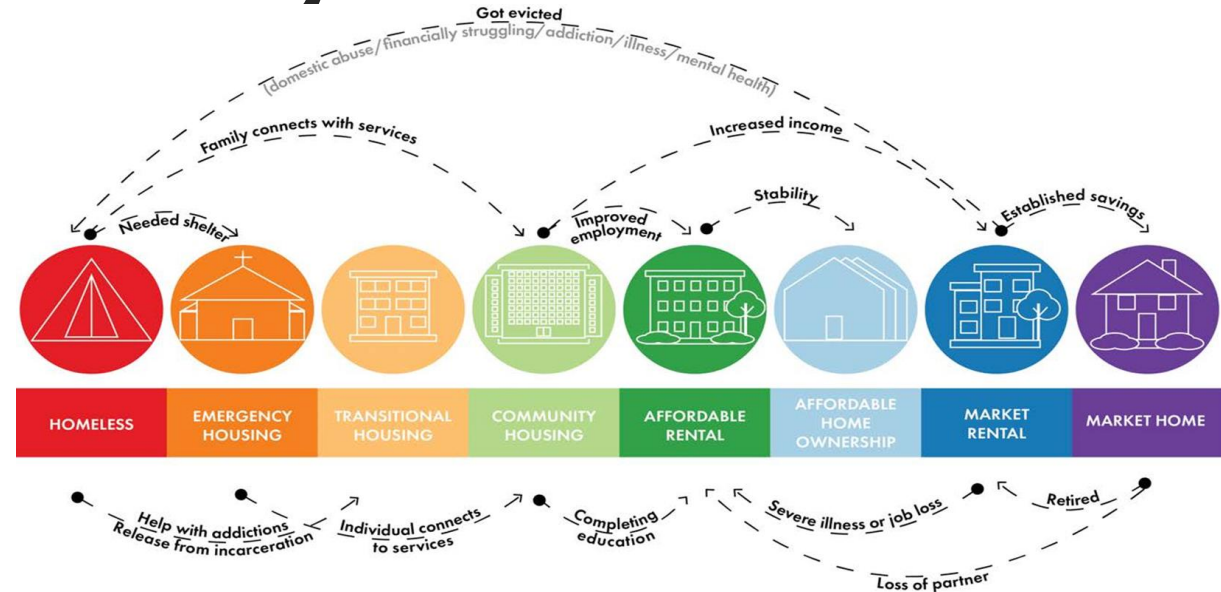 Got evicted
(domestic abuse/financially struggling/addiction/illness/mental health)
Family connects with services
Increased income
Needed shelter
Improved
employment
Stability
Established savings
HOMELESS
EMERGENCY
HOUSING
TRANSITIONAL
HOUSING
COMMUNITY
HOUSING
AFFORDABLE
RENTAL
AFFORDABLE
HOME
OWNERSHIP
MARKET
RENTAL
MARKET HOME
Help with addictions
Release from incarceration
Individual connects
to services
Completing
education
Severe illness or job loss
Retired
Loss of partner